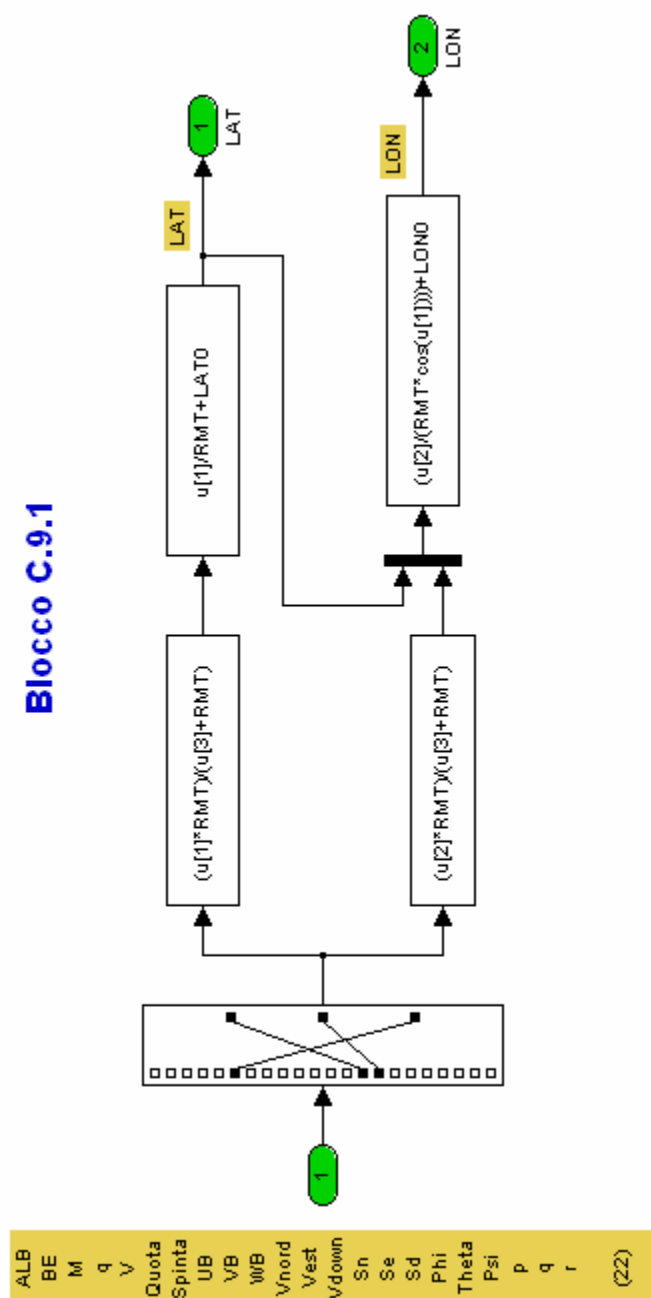 Blocco C.9.1
ALB
BE
M
q
V
Quota
Spinta
UB
VB
WB
Vnord
Vest
Vdown
Sn
Se
Sd
Phi
Theta
Psi
p
q
r
(22)
1
(u[1]*RMT)/(u[3]+RMT)
u[1]/RMT+LAT0
LAT
1
LAT
(u[2]*RMT)/(u[3]+RMT)
(u[2]/(RMT*cos(u[1])))+LON0
LON
2
LON